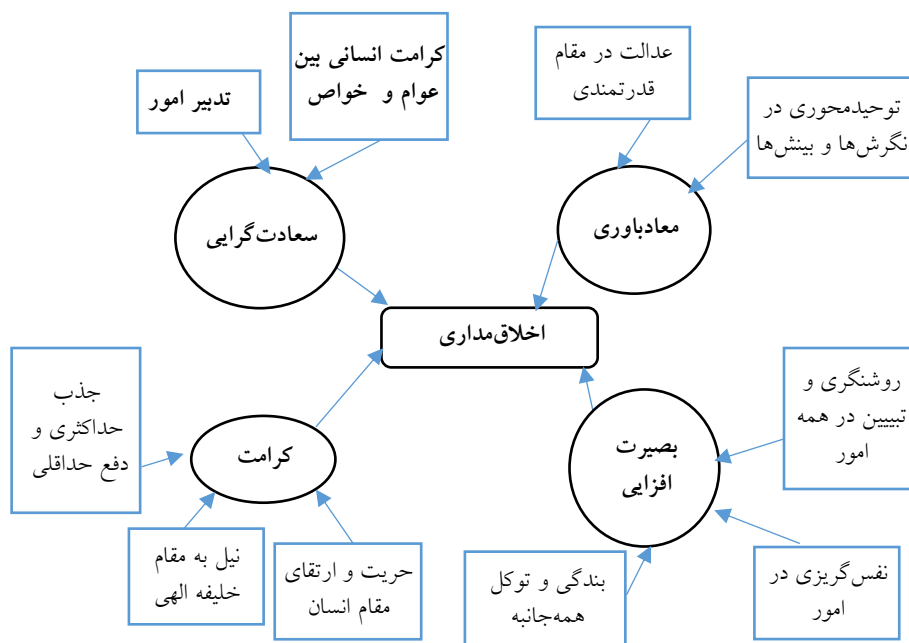 کرامت انسانی بین
عوام و خواص
تدبیر امور
عدالت در مقام
قدرتمندی
توحیدمحوری در
نگرش‌ها و بینش‌ها
سعادت‌گرایی
معادباوری
اخلاق‌مداری
جذب
حداکثری و
دفع حداقلی
کرامت
نیل به مقام
خلیفه الهی
حریت و ارتقای
مقام انسان
بصیرت
افزایی
روشنگری و
تبییین در همه
امور
بندگی و توکل
همه‌جانبه
نفس‌گریزی در
امور